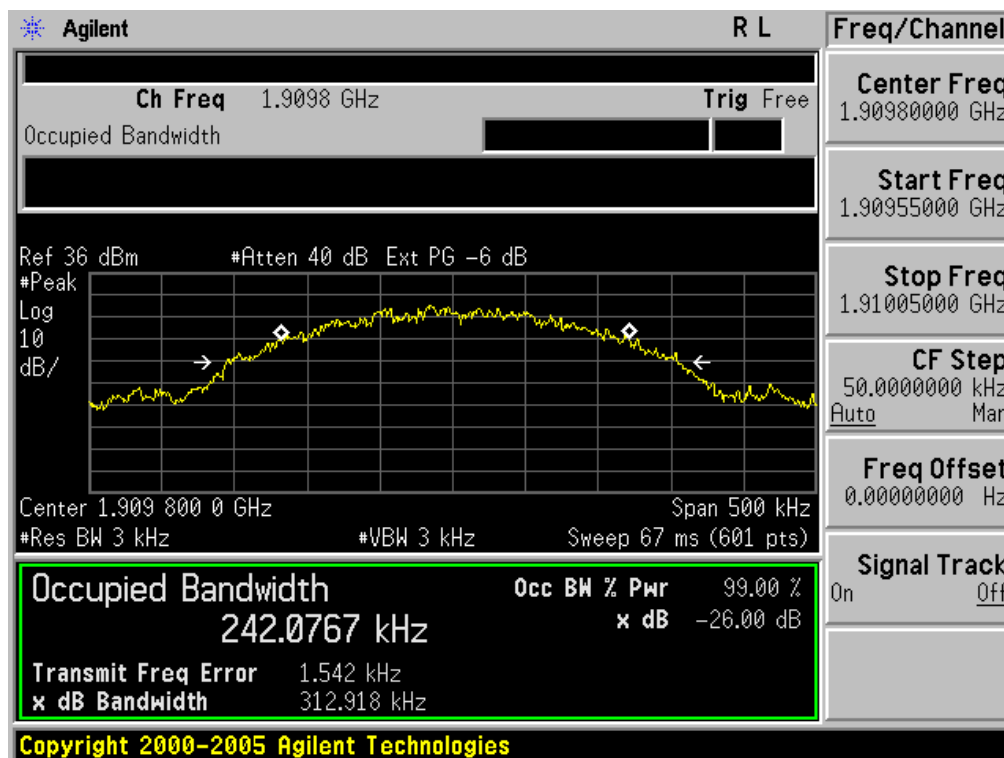 Agilent R L
Freq/Channel
Ch Freq 1.9098 GHz Trig Free
Occupied Bandwidth
Center Freq
1.90980000 GHz
Start Freq
1.90955000 GHz
Ref 36 dBm #Atten 40 dB Ext PG -6 dB
#Peak
Log
10
dB/
Stop Freq
1.91005000 GHz
CF Step
50.0000000 kHz
Auto Man
Freq Offset
0.00000000 Hz
Center 1.909 800 0 GHz Span 500 kHz
#Res BW 3 kHz #VBW 3 kHz Sweep 67 ms (601 pts)
Signal Track
On Off
Occupied Bandwidth
242.0767 kHz
Occ BW % Pwr 99.00 %
x dB -26.00 dB
Transmit Freq Error 1.542 kHz
x dB Bandwidth 312.918 kHz
Copyright 2000-2005 Agilent Technologies